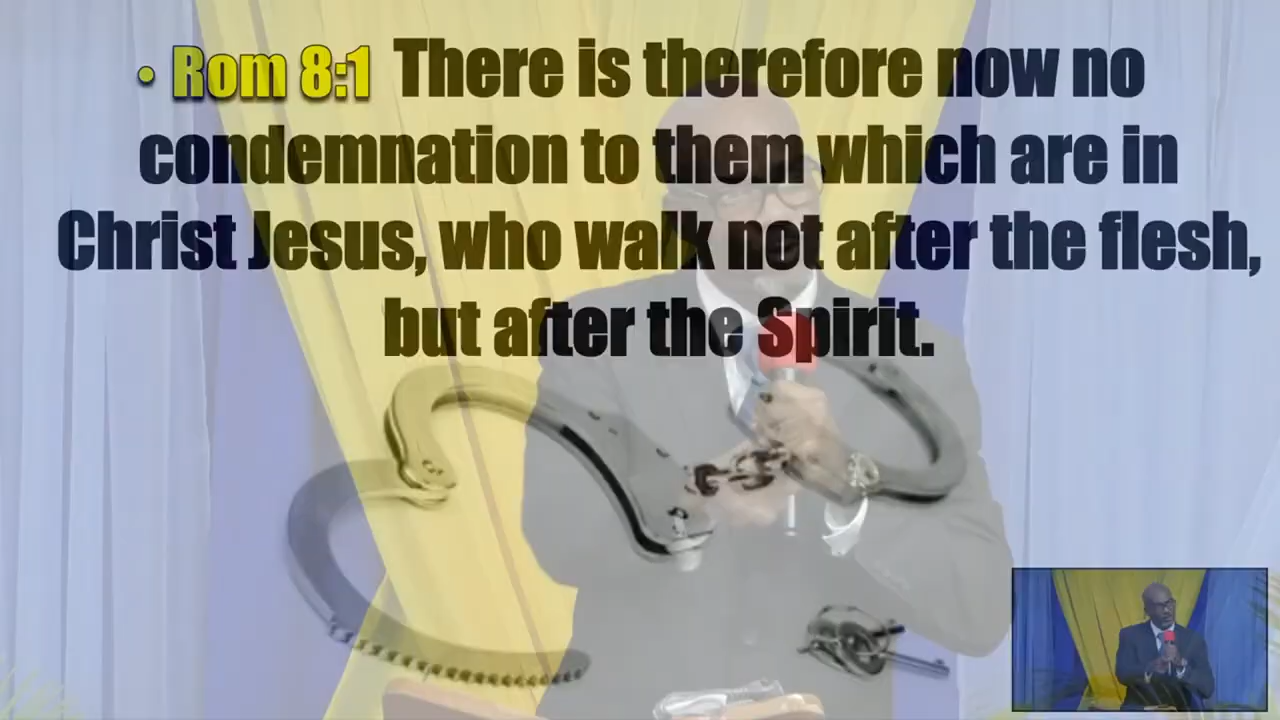 • Rom 8:1 There is therefore now no
condemnation to them which are in
Christ Jesus, who walk not after the flesh,
but after the Spirit.